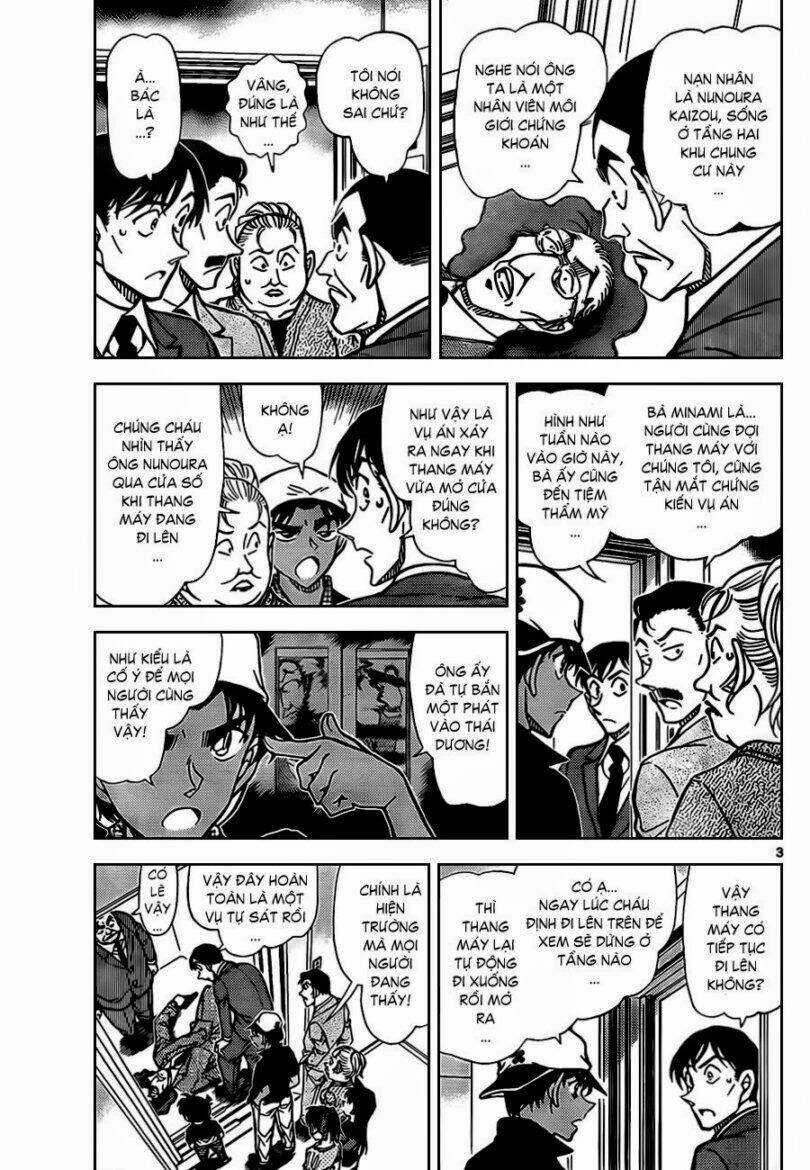 NẠN NHÂN
LÀ NUNOURA
KAIZOU, SỐNG
Ở TẦNG HAI
KHU CHUNG
CƯ NÀY
...
NGHE NÓI ÔNG
TA LÀ MỘT
NHÂN VIÊN MÔI
GIỚI CHỨNG
KHOÁN
...
TÔI NÓI
KHÔNG
SAI CHỨ?
VÂNG,
ĐÚNG LÀ
NHƯ THẾ
...
À...
BÁC
LÀ
...?
BÀ MINAMI LÀ...
NGƯỜI CÙNG ĐỢI
THANG MÁY VỚI
CHÚNG TÔI, CŨNG
TẬN MẮT CHỨNG
KIẾN VỤ ÁN
...
HÌNH NHƯ
TUẦN NÀO
VÀO GIỜ NÀY,
BÀ ẤY CŨNG
ĐẾN TIỆM
THẨM MỸ
NHƯ VẬY LÀ
VỤ ÁN XẢY
RA NGAY KHI
THANG MÁY
VỪA MỞ CỬA
ĐÚNG
KHÔNG?
KHÔNG
Ạ!
CHÚNG CHÁU
NHÌN THẤY
ÔNG NUNOURA
QUA CỬA SỔ
KHI THANG
MÁY ĐANG
ĐI LÊN
...
ÔNG ẤY
ĐÃ TỰ BẮN
MỘT PHÁT
VÀO THÁI
DƯƠNG!
NHƯ KIỂU LÀ
CỐ Ý ĐỂ MỌI
NGƯỜI CÙNG
THẤY
VẬY!
3
VẬY
THANG
MÁY CÓ
TIẾP TỤC
ĐI LÊN
KHÔNG?
CÓ Ạ...
NGAY LÚC CHÁU
ĐỊNH ĐI LÊN TRÊN ĐỂ
XEM SẼ DỪNG Ở
TẦNG NÀO
...
THÌ
THANG
MÁY LẠI
TỰ ĐỘNG
ĐI XUỐNG
RỒI MỞ
RA
...
CHÍNH LÀ
HIỆN
TRƯỜNG
MÀ MỌI
NGƯỜI
ĐANG
THẤY!
VẬY ĐÂY HOÀN
TOÀN LÀ MỘT
VỤ TỰ SÁT RỒI
...
CÓ
LẼ
VẬY
...